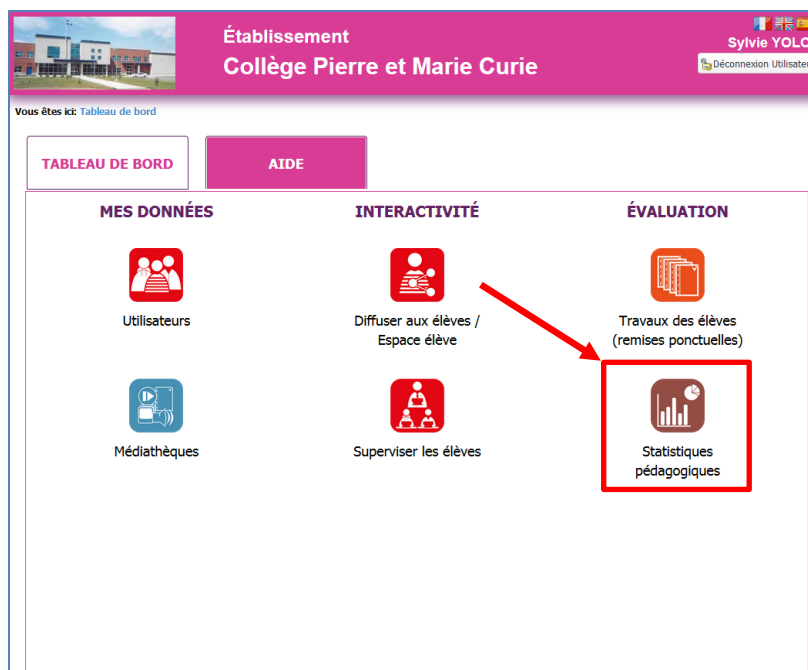 Établissement
Collège Pierre et Marie Curie
Sylvie YOLO
Déconnexion Utilisateur
Vous êtes ici: Tableau de bord
TABLEAU DE BORD
AIDE
MES DONNÉES
INTERACTIVITÉ
ÉVALUATION
Utilisateurs
Diffuser aux élèves /
Espace élève
Travaux des élèves
(remises ponctuelles)
Médiathèques
Superviser les élèves
Statistiques
pédagogiques